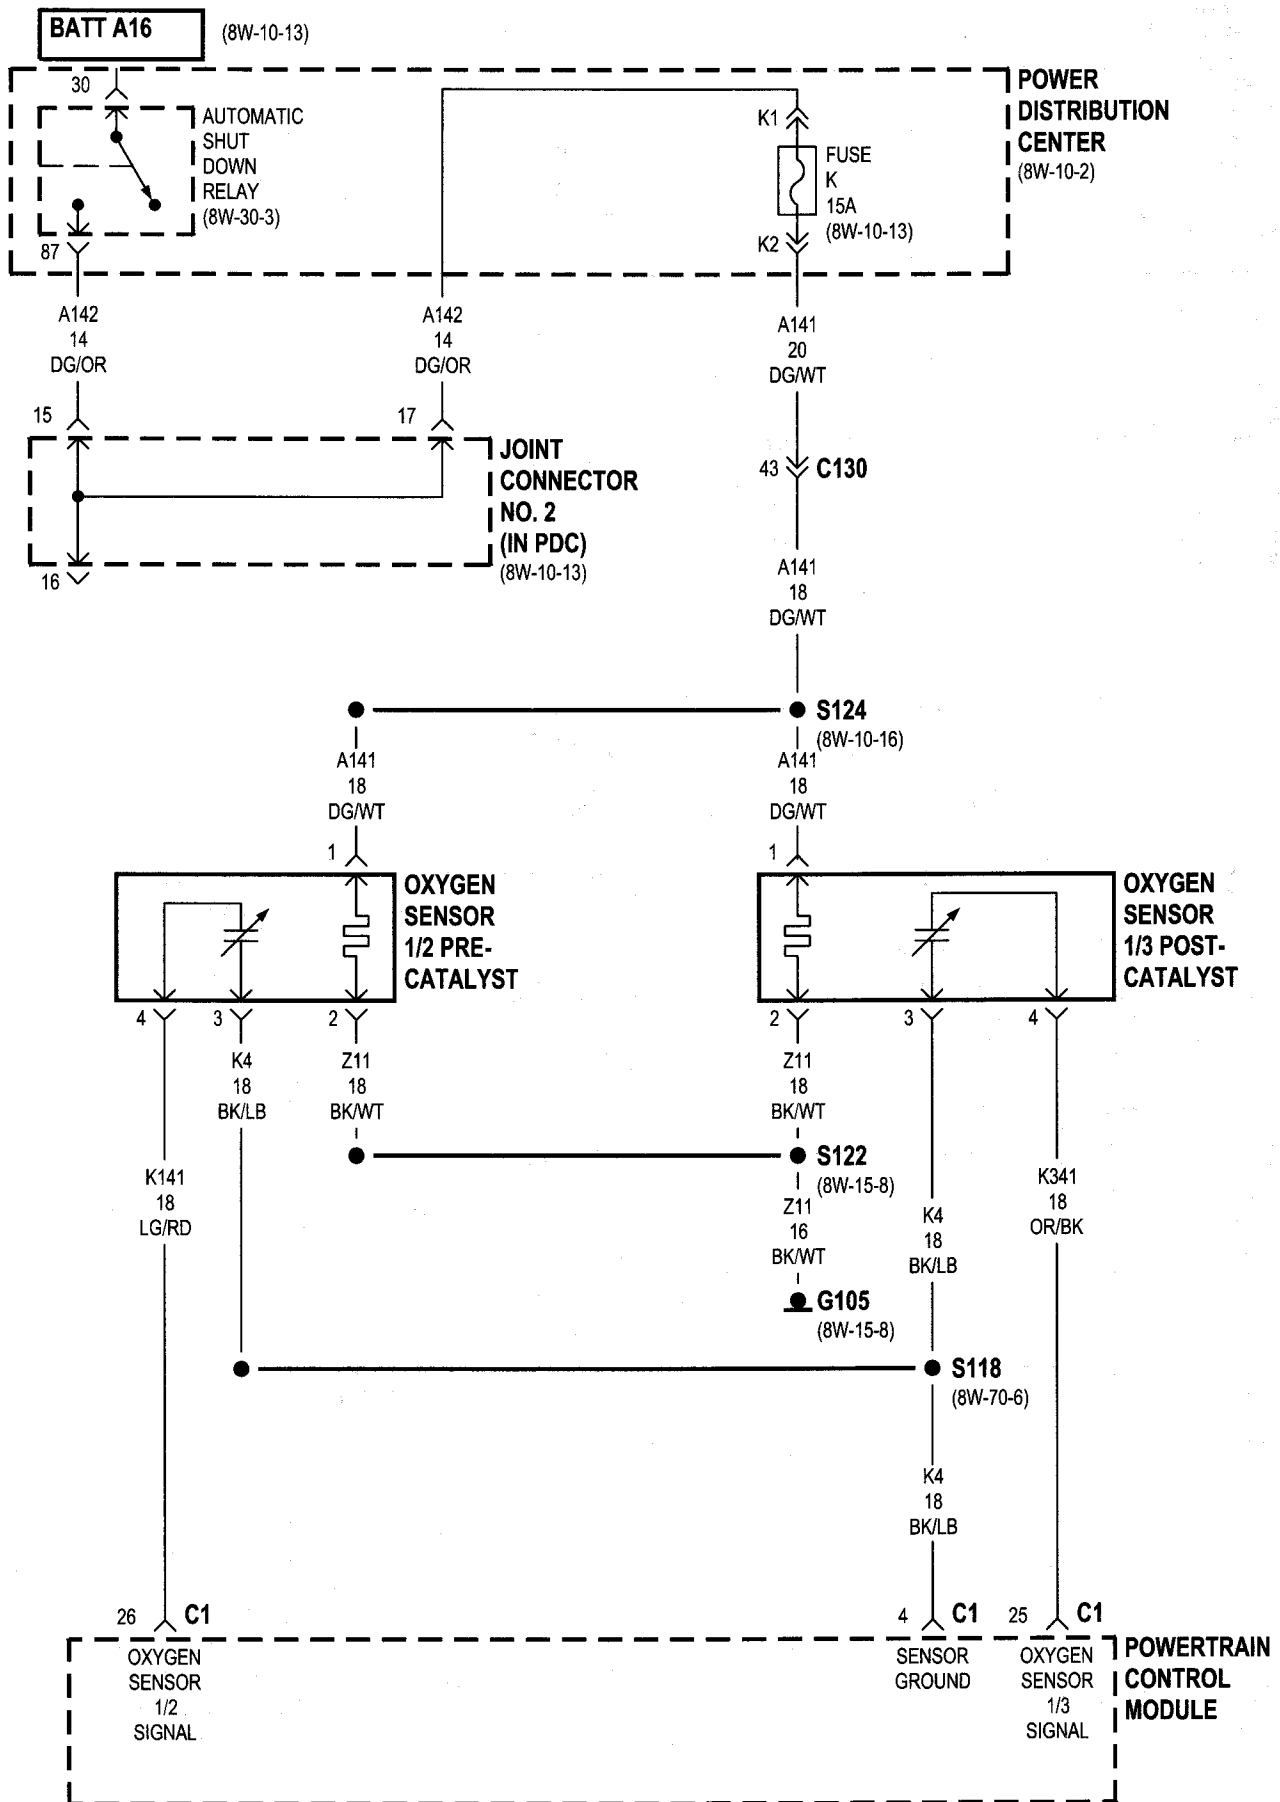 BATT A16
(8W-10-13)
30
AUTOMATIC
SHUT
DOWN
RELAY
(8W-30-3)
87
K1
FUSE
K
15A
(8W-10-13)
K2
POWER
DISTRIBUTION
CENTER
(8W-10-2)
A142
14
DG/OR
A142
14
DG/OR
A141
20
DG/WT
15
17
JOINT
CONNECTOR
NO. 2
(IN PDC)
(8W-10-13)
16
43
C130
A141
18
DG/WT
S124
(8W-10-16)
A141
18
DG/WT
A141
18
DG/WT
1
1
OXYGEN
SENSOR
1/2 PRE-
CATALYST
OXYGEN
SENSOR
1/3 POST-
CATALYST
4
3
2
2
3
4
K4
18
BK/LB
Z11
18
BK/WT
Z11
18
BK/WT
K141
18
LG/RD
S122
(8W-15-8)
Z11
16
BK/WT
K4
18
BK/LB
K341
18
OR/BK
G105
(8W-15-8)
S118
(8W-70-6)
K4
18
BK/LB
26
C1
4
C1
25
C1
OXYGEN
SENSOR
1/2
SIGNAL
SENSOR
GROUND
OXYGEN
SENSOR
1/3
SIGNAL
POWERTRAIN
CONTROL
MODULE